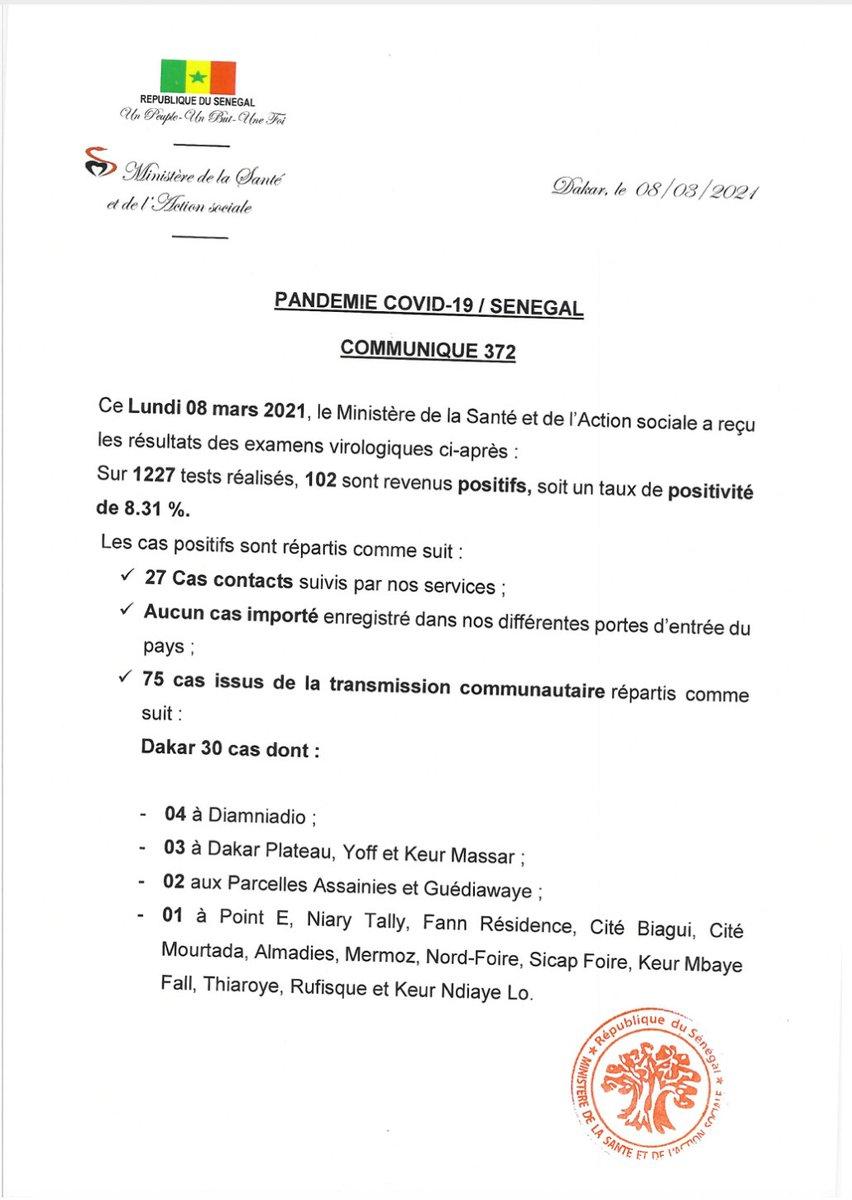 REPUBLIQUE DU SENEGAL
Un Peuple - Un But - Une Foi
Ministère de la Santé
et de l'Action sociale
Dakar, le 08/03/2021
PANDEMIE COVID-19 / SENEGAL
COMMUNIQUE 372
Ce Lundi 08 mars 2021, le Ministère de la Santé et de l'Action sociale a reçu
les résultats des examens virologiques ci-après :
Sur 1227 tests réalisés, 102 sont revenus positifs, soit un taux de positivité
de 8.31 %.
Les cas positifs sont répartis comme suit :
✓ 27 Cas contacts suivis par nos services ;
✓ Aucun cas importé enregistré dans nos différentes portes d'entrée du
pays ;
✓ 75 cas issus de la transmission communautaire répartis comme
suit :
Dakar 30 cas dont :
- 04 à Diamniadio ;
- 03 à Dakar Plateau, Yoff et Keur Massar ;
- 02 aux Parcelles Assainies et Guédiawaye ;
- 01 à Point E, Niary Tally, Fann Résidence, Cité Biagui, Cité
Mourtada, Almadies, Mermoz, Nord-Foire, Sicap Foire, Keur Mbaye
Fall, Thiaroye, Rufisque et Keur Ndiaye Lo.
★ République du Sénégal ★
MINISTERE DE LA SANTE ET DE L'ACTION SOCIALE